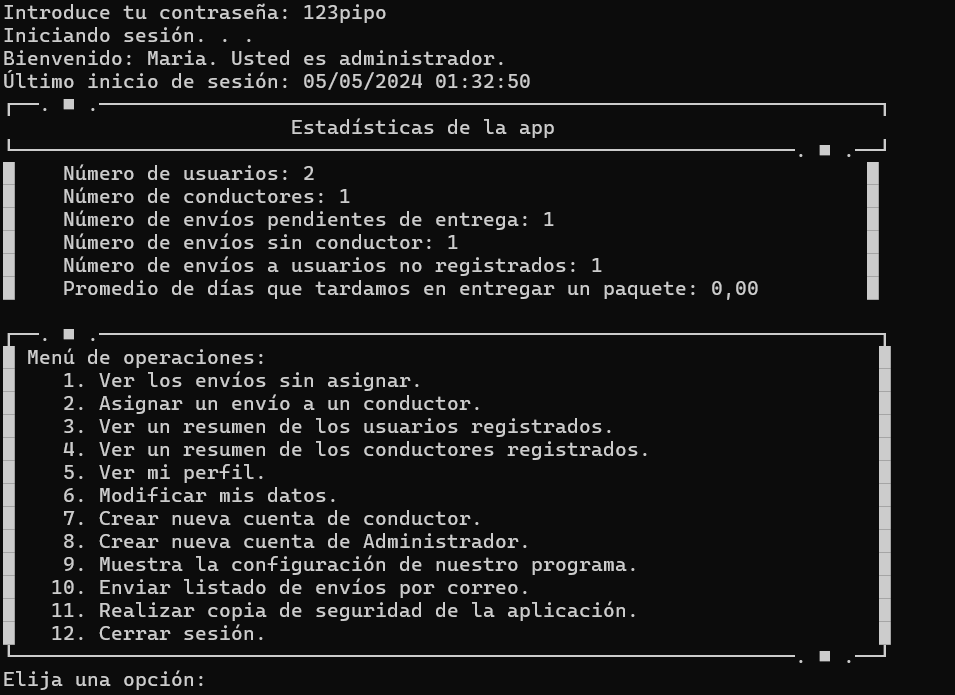 Introduce tu contraseña: 123pipo
Iniciando sesión. . .
Bienvenido: Maria. Usted es administrador.
Último inicio de sesión: 05/05/2024 01:32:50
Estadísticas de la app
Número de usuarios: 2
Número de conductores: 1
Número de envíos pendientes de entrega: 1
Número de envíos sin conductor: 1
Número de envíos a usuarios no registrados: 1
Promedio de días que tardamos en entregar un paquete: 0,00
Menú de operaciones:
1. Ver los envíos sin asignar.
2. Asignar un envío a un conductor.
3. Ver un resumen de los usuarios registrados.
4. Ver un resumen de los conductores registrados.
5. Ver mi perfil.
6. Modificar mis datos.
7. Crear nueva cuenta de conductor.
8. Crear nueva cuenta de Administrador.
9. Muestra la configuración de nuestro programa.
10. Enviar listado de envíos por correo.
11. Realizar copia de seguridad de la aplicación.
12. Cerrar sesión.
Elija una opción: